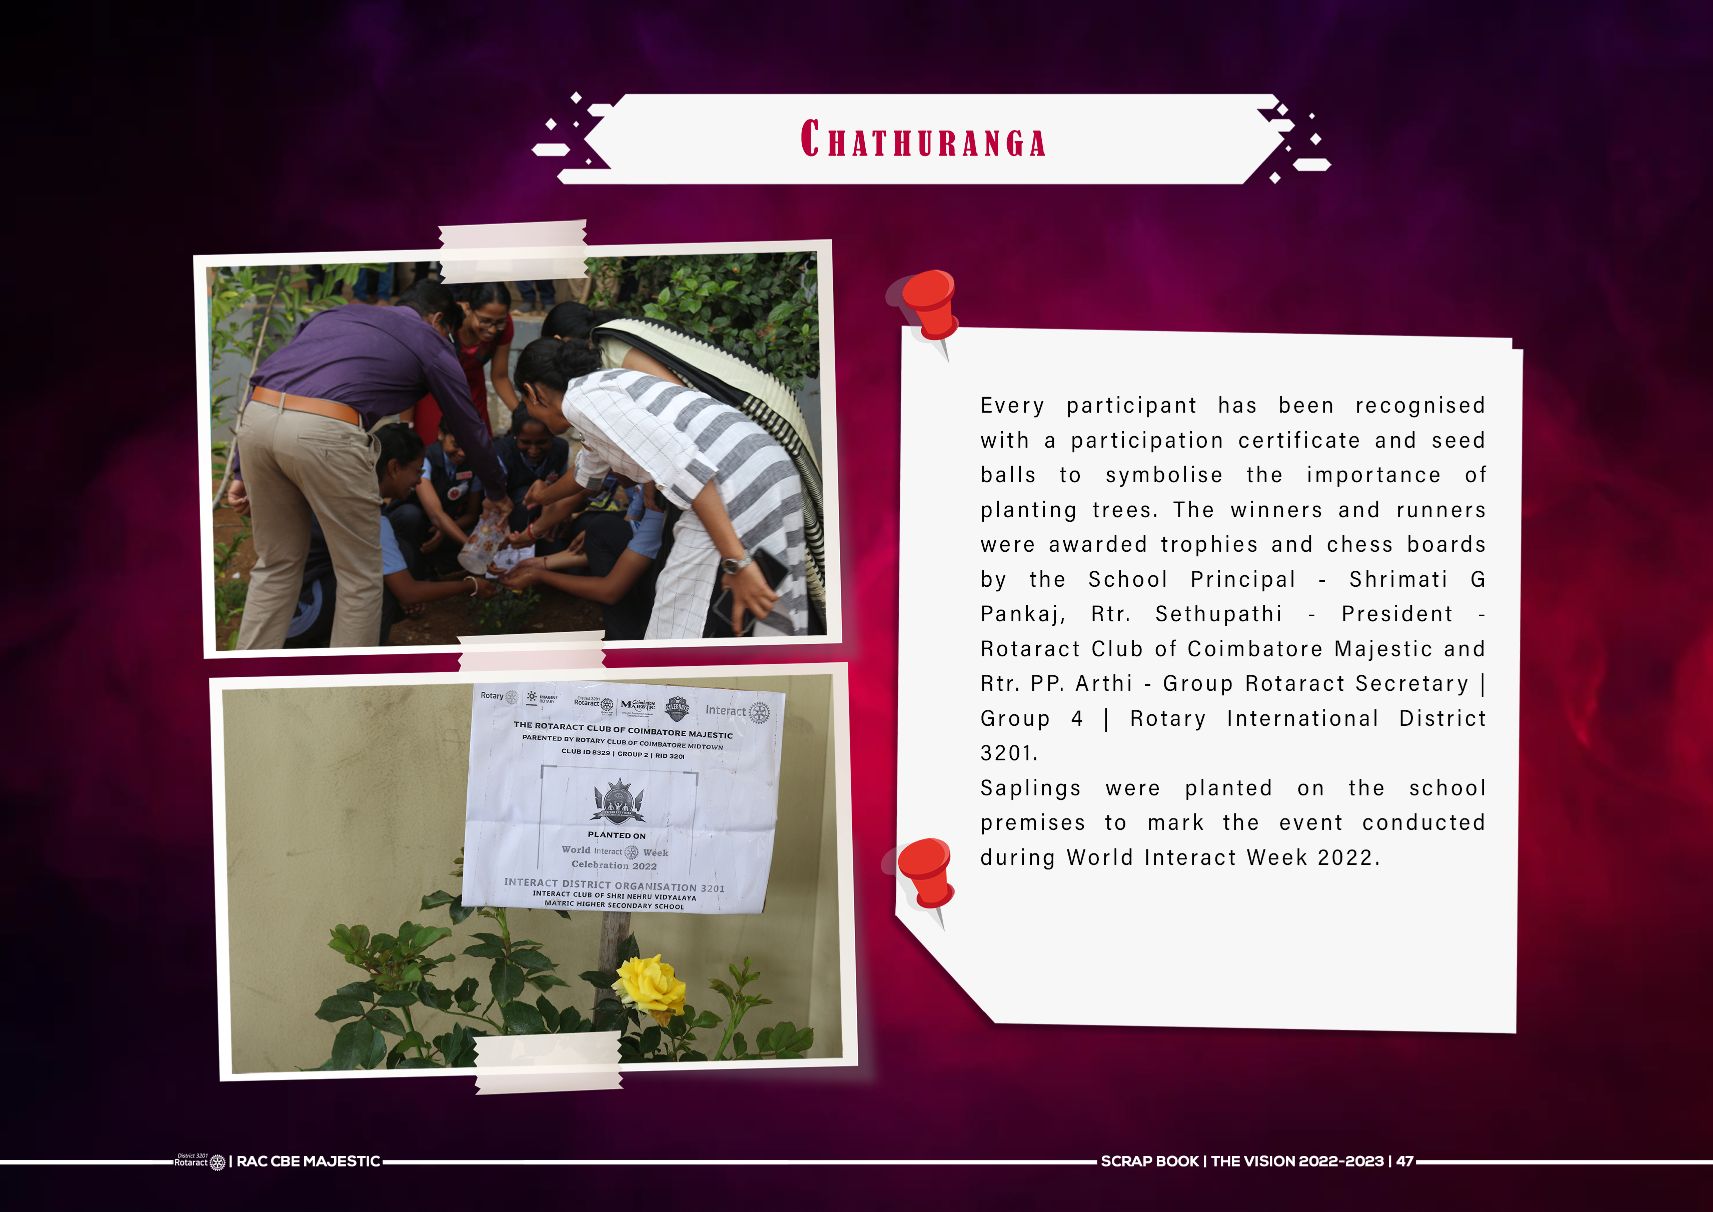 CHATHURANGA
Every participant has been recognised
with a participation certificate and seed
balls to symbolise the importance of
planting trees. The winners and runners
were awarded trophies and chess boards
by the School Principal - Shrimati G
Pankaj, Rtr. Sethupathi - President -
Rotaract Club of Coimbatore Majestic and
Rtr. PP. Arthi - Group Rotaract Secretary |
Group 4 | Rotary International District
3201.
Saplings were planted on the school
premises to mark the event conducted
during World Interact Week 2022.
Rotary
District 3201
Rotaract
MAJESTIC
Interact
THE ROTARACT CLUB OF COIMBATORE MAJESTIC
PARENTED BY ROTARY CLUB OF COIMBATORE MIDTOWN
CLUB ID 8329 | GROUP 2 | RID 3201
PLANTED ON
World Interact Week
Celebration 2022
INTERACT DISTRICT ORGANISATION 3201
INTERACT CLUB OF SHRI NEHRU VIDYALAYA
MATRIC HIGHER SECONDARY SCHOOL
District 3201
Rotaract | RAC CBE MAJESTIC
SCRAP BOOK | THE VISION 2022-2023 | 47